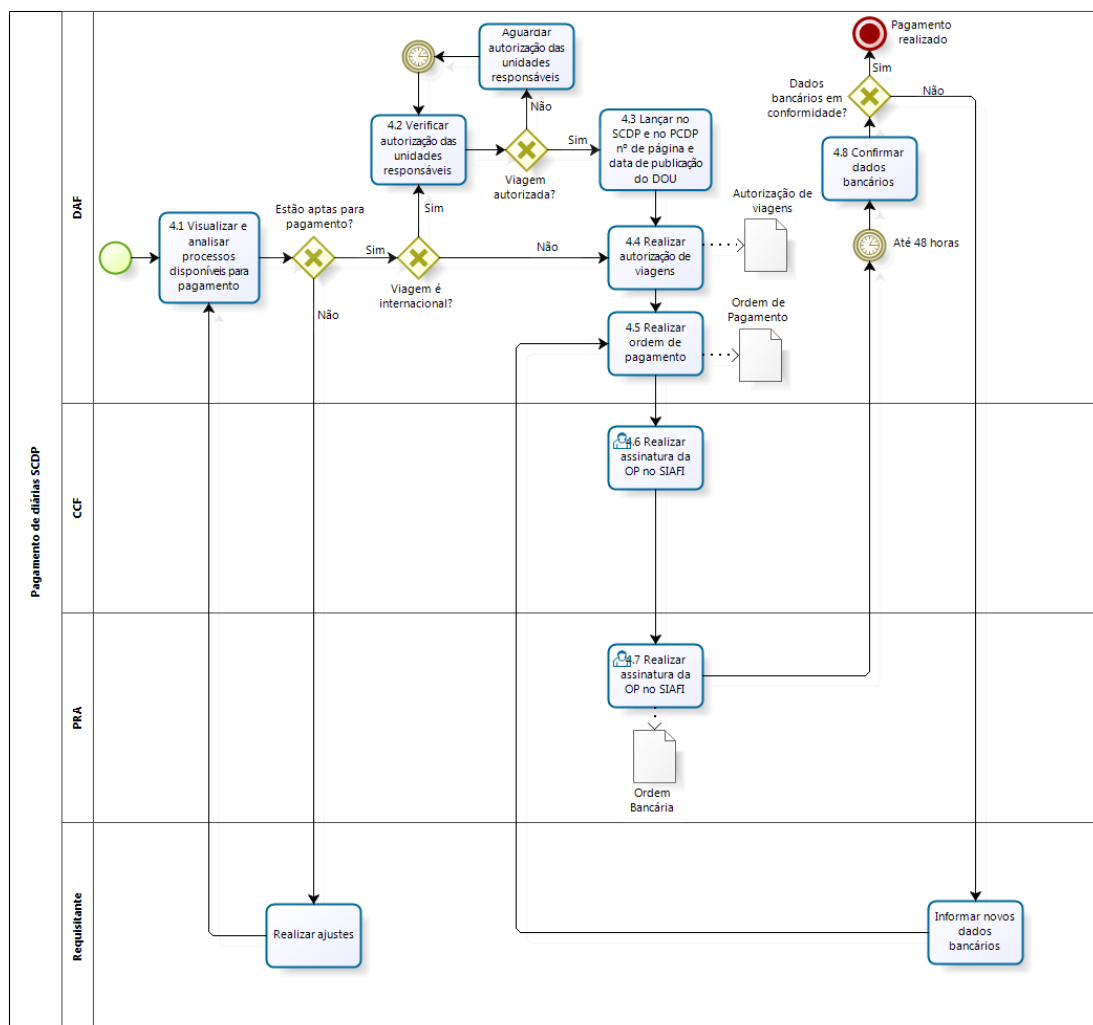 Pagamento de diárias SCDP
DAF
4.1 Visualizar e
analisar
processos
disponíveis para
pagamento
Estão aptas para
pagamento?
Sim
Não
Viagem é
internacional?
Sim
Não
4.2 Verificar
autorização das
unidades
responsáveis
Aguardar
autorização das
unidades
responsáveis
Não
Viagem
autorizada?
Sim
4.3 Lançar no
SCDP e no PCDP
nº de página e
data de publicação
do DOU
Autorização de
viagens
4.4 Realizar
autorização de
viagens
Ordem de
Pagamento
4.5 Realizar
ordem de
pagamento
Pagamento
realizado
Sim
Dados
bancários em
conformidade?
Não
4.8 Confirmar
dados
bancários
Até 48 horas
CCF
4.6 Realizar
assinatura da
OP no SIAFI
PRA
4.7 Realizar
assinatura da
OP no SIAFI
Ordem
Bancária
Requisitante
Realizar ajustes
Informar novos
dados
bancários